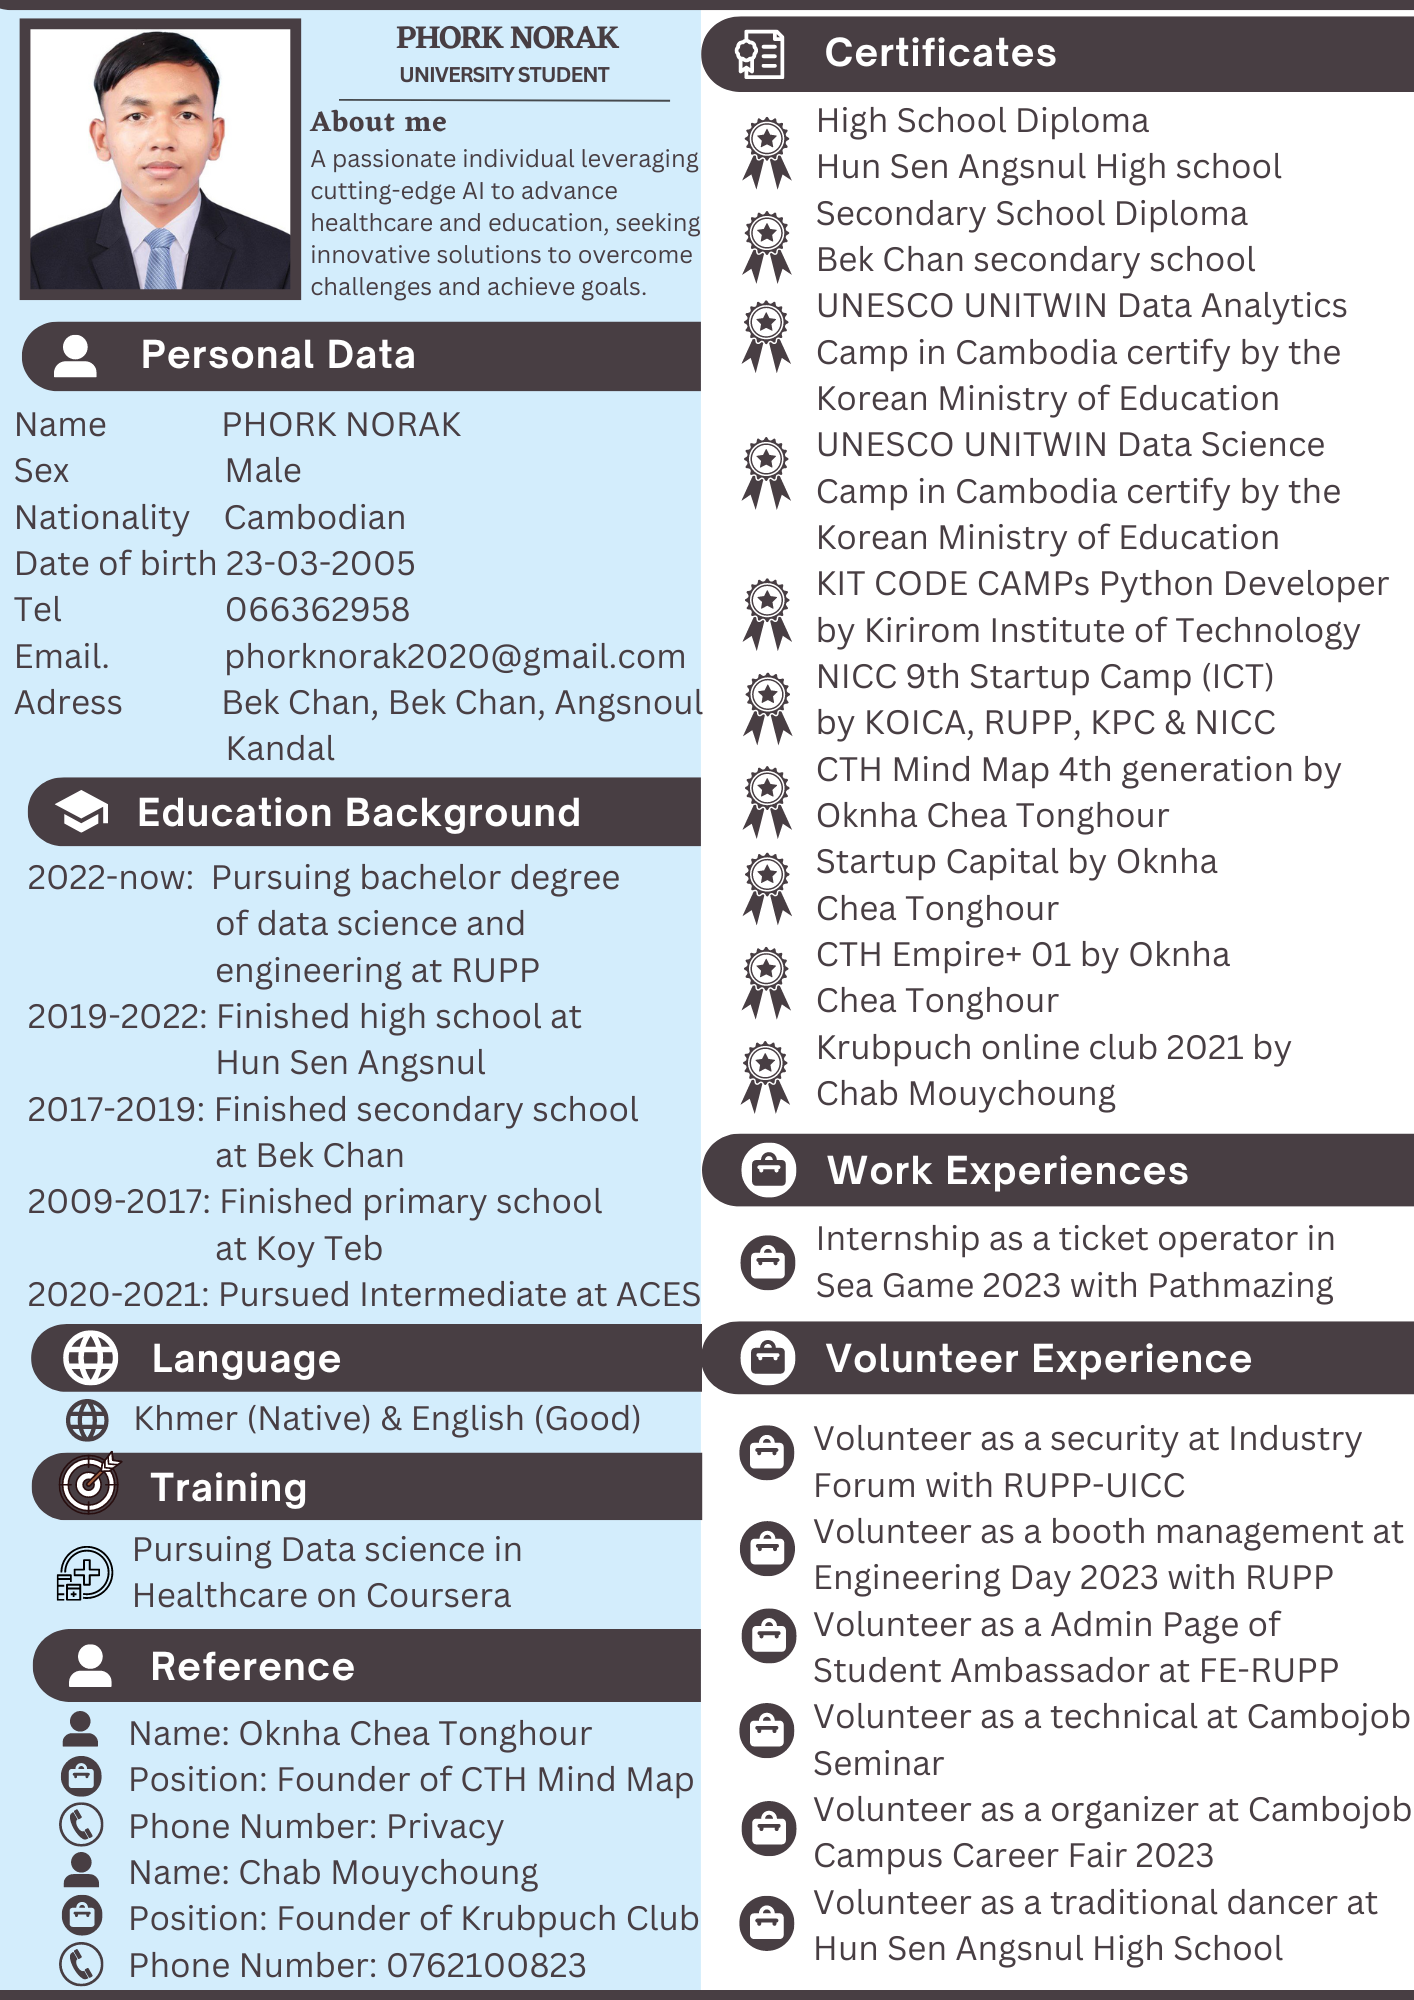 PHORK NORAK
UNIVERSITY STUDENT
About me
A passionate individual leveraging
cutting-edge AI to advance
healthcare and education, seeking
innovative solutions to overcome
challenges and achieve goals.
Personal Data
Name PHORK NORAK
Sex Male
Nationality Cambodian
Date of birth 23-03-2005
Tel 066362958
Email. phorknorak2020@gmail.com
Adress Bek Chan, Bek Chan, Angsnoul
Kandal
Education Background
2022-now: Pursuing bachelor degree
of data science and
engineering at RUPP
2019-2022: Finished high school at
Hun Sen Angsnul
2017-2019: Finished secondary school
at Bek Chan
2009-2017: Finished primary school
at Koy Teb
2020-2021: Pursued Intermediate at ACES
Language
Khmer (Native) & English (Good)
Training
Pursuing Data science in
Healthcare on Coursera
Reference
Name: Oknha Chea Tonghour
Position: Founder of CTH Mind Map
Phone Number: Privacy
Name: Chab Mouychoung
Position: Founder of Krubpuch Club
Phone Number: 0762100823
Certificates
High School Diploma
Hun Sen Angsnul High school
Secondary School Diploma
Bek Chan secondary school
UNESCO UNITWIN Data Analytics
Camp in Cambodia certify by the
Korean Ministry of Education
UNESCO UNITWIN Data Science
Camp in Cambodia certify by the
Korean Ministry of Education
KIT CODE CAMPs Python Developer
by Kirirom Institute of Technology
NICC 9th Startup Camp (ICT)
by KOICA, RUPP, KPC & NICC
CTH Mind Map 4th generation by
Oknha Chea Tonghour
Startup Capital by Oknha
Chea Tonghour
CTH Empire+ 01 by Oknha
Chea Tonghour
Krubpuch online club 2021 by
Chab Mouychoung
Work Experiences
Internship as a ticket operator in
Sea Game 2023 with Pathmazing
Volunteer Experience
Volunteer as a security at Industry
Forum with RUPP-UICC
Volunteer as a booth management at
Engineering Day 2023 with RUPP
Volunteer as a Admin Page of
Student Ambassador at FE-RUPP
Volunteer as a technical at Cambojob
Seminar
Volunteer as a organizer at Cambojob
Campus Career Fair 2023
Volunteer as a traditional dancer at
Hun Sen Angsnul High School